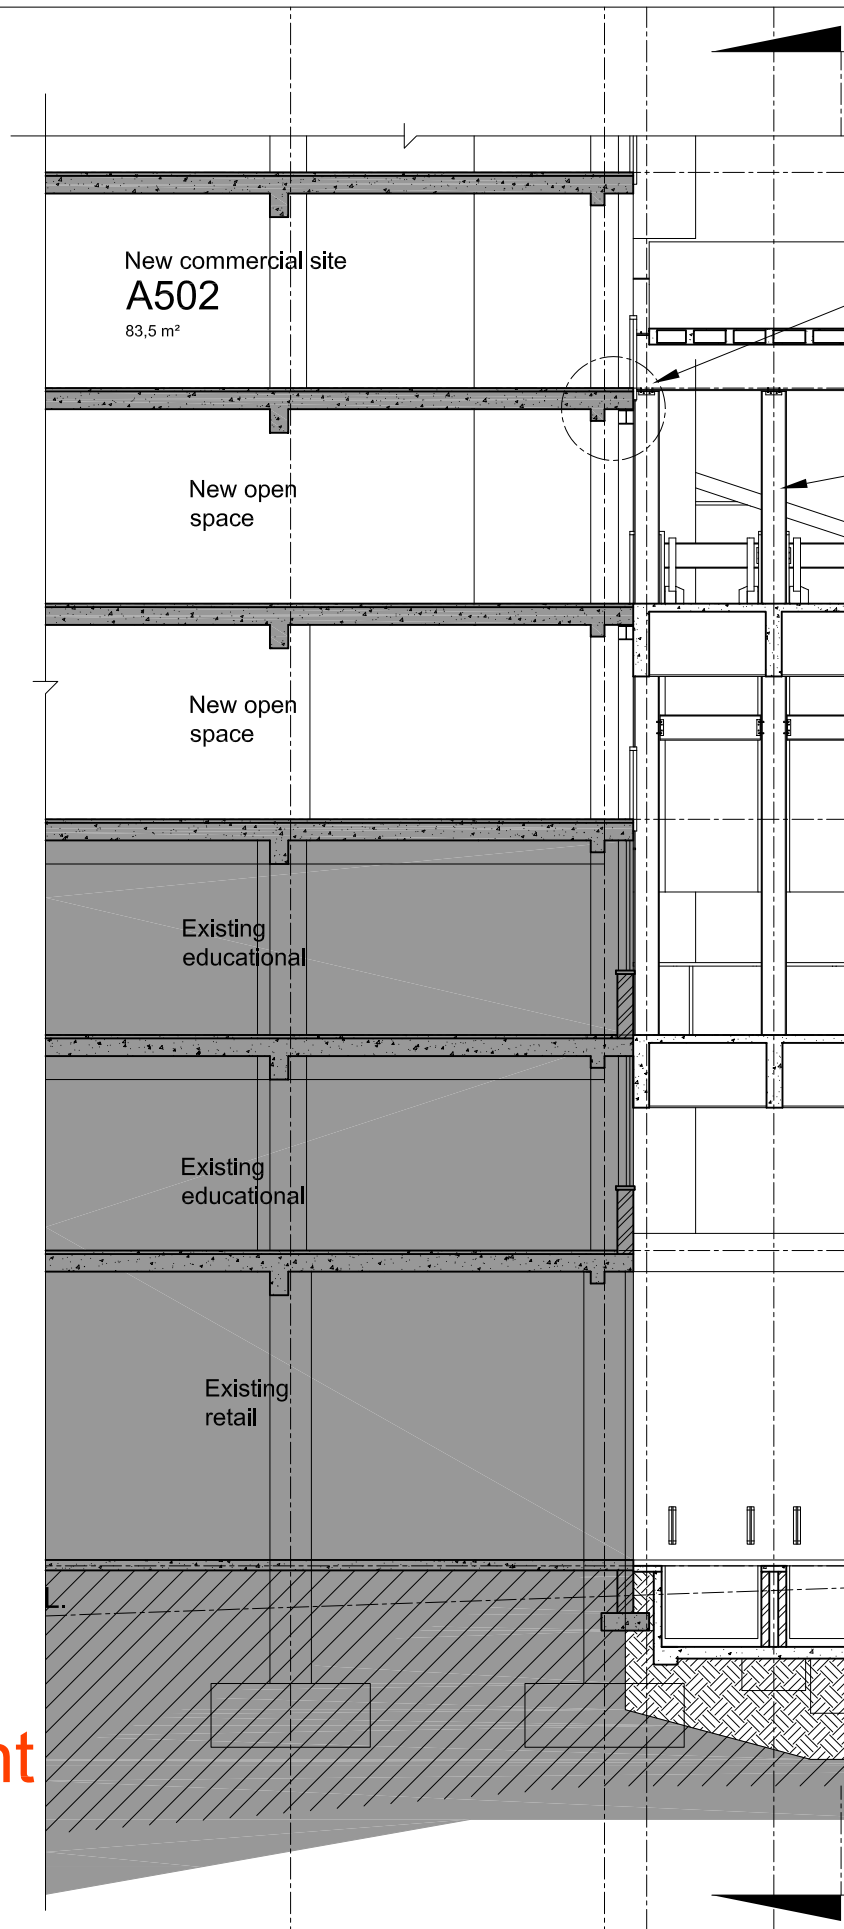 New commercial site
A502
83,5 m²
New open
space
New open
space
Existing
educational
Existing
educational
Existing
retail
L.
nt